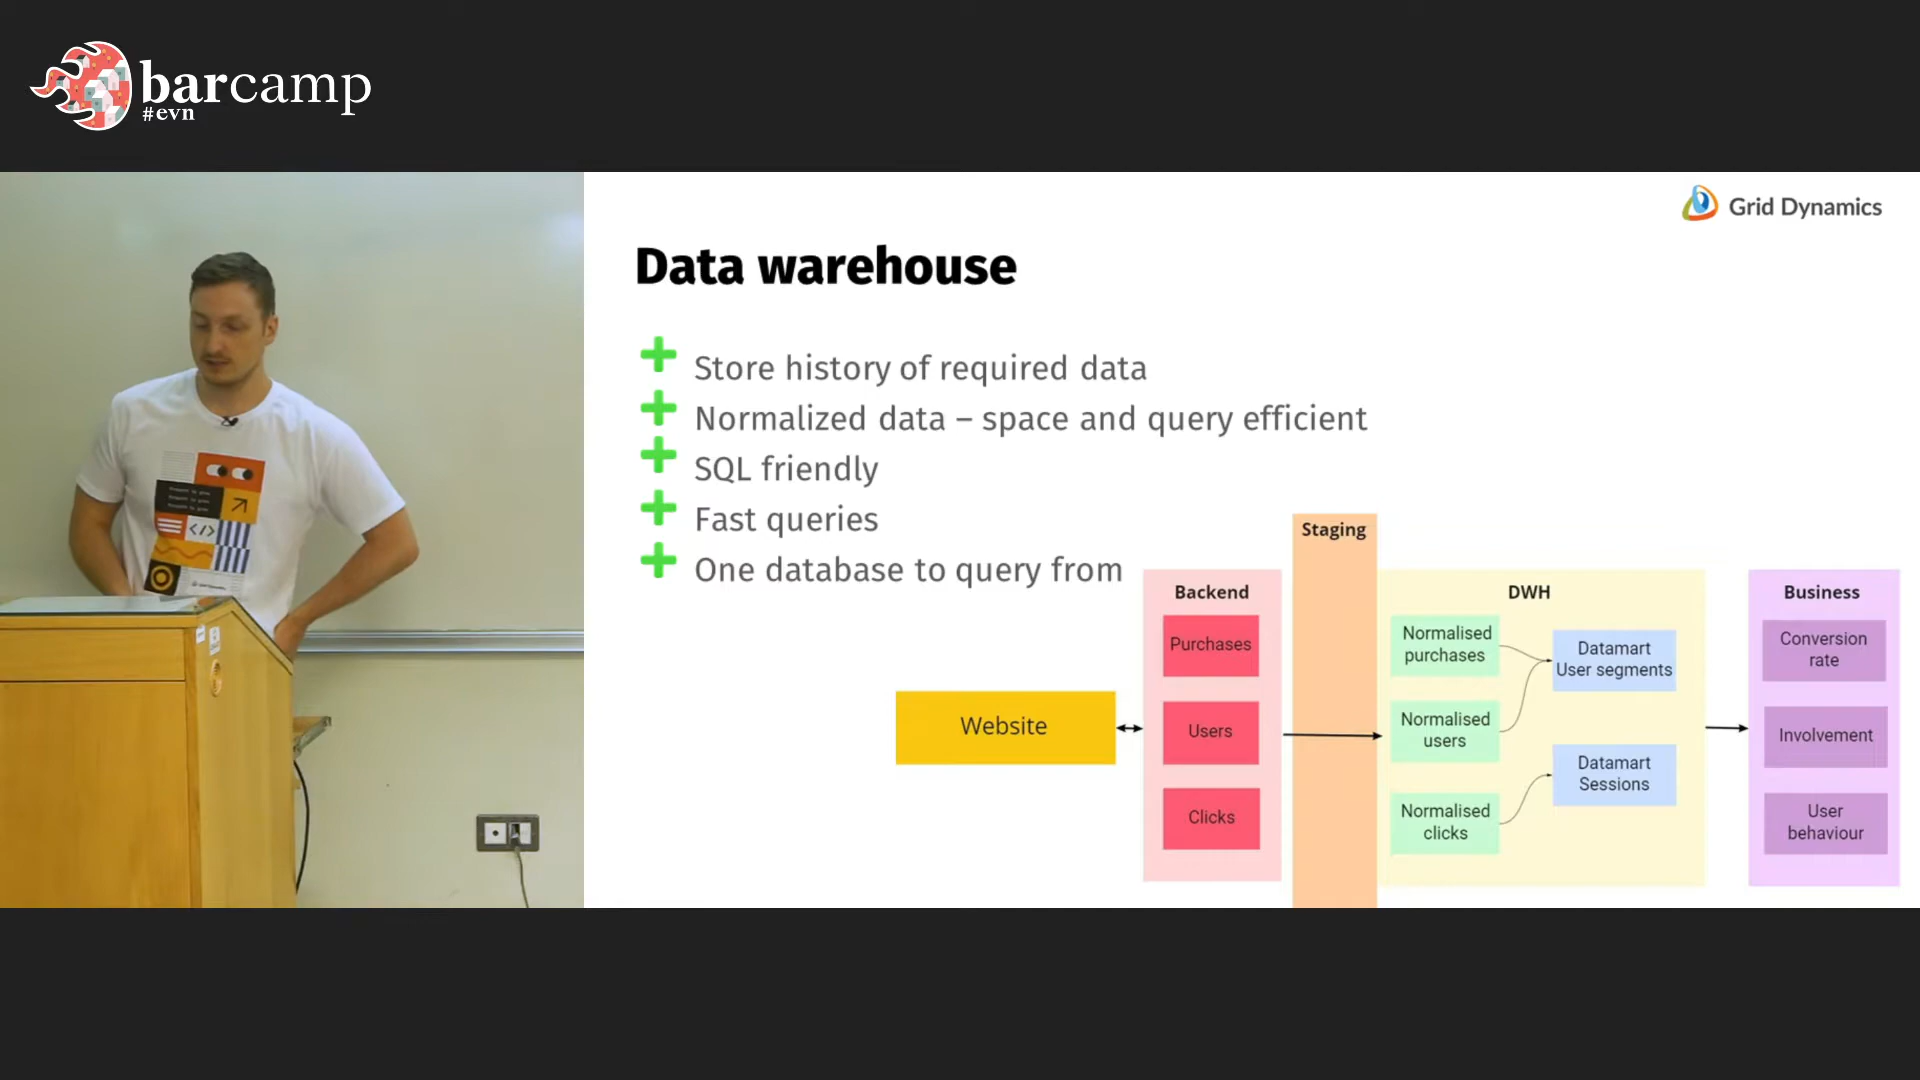 barcamp
#evn
Grid Dynamics
Data warehouse
Store history of required data
Normalized data – space and query efficient
SQL friendly
Fast queries
One database to query from
Staging
Backend
Purchases
Users
Clicks
Website
DWH
Normalised
purchases
Normalised
users
Normalised
clicks
Datamart
User segments
Datamart
Sessions
Business
Conversion
rate
Involvement
User
behaviour